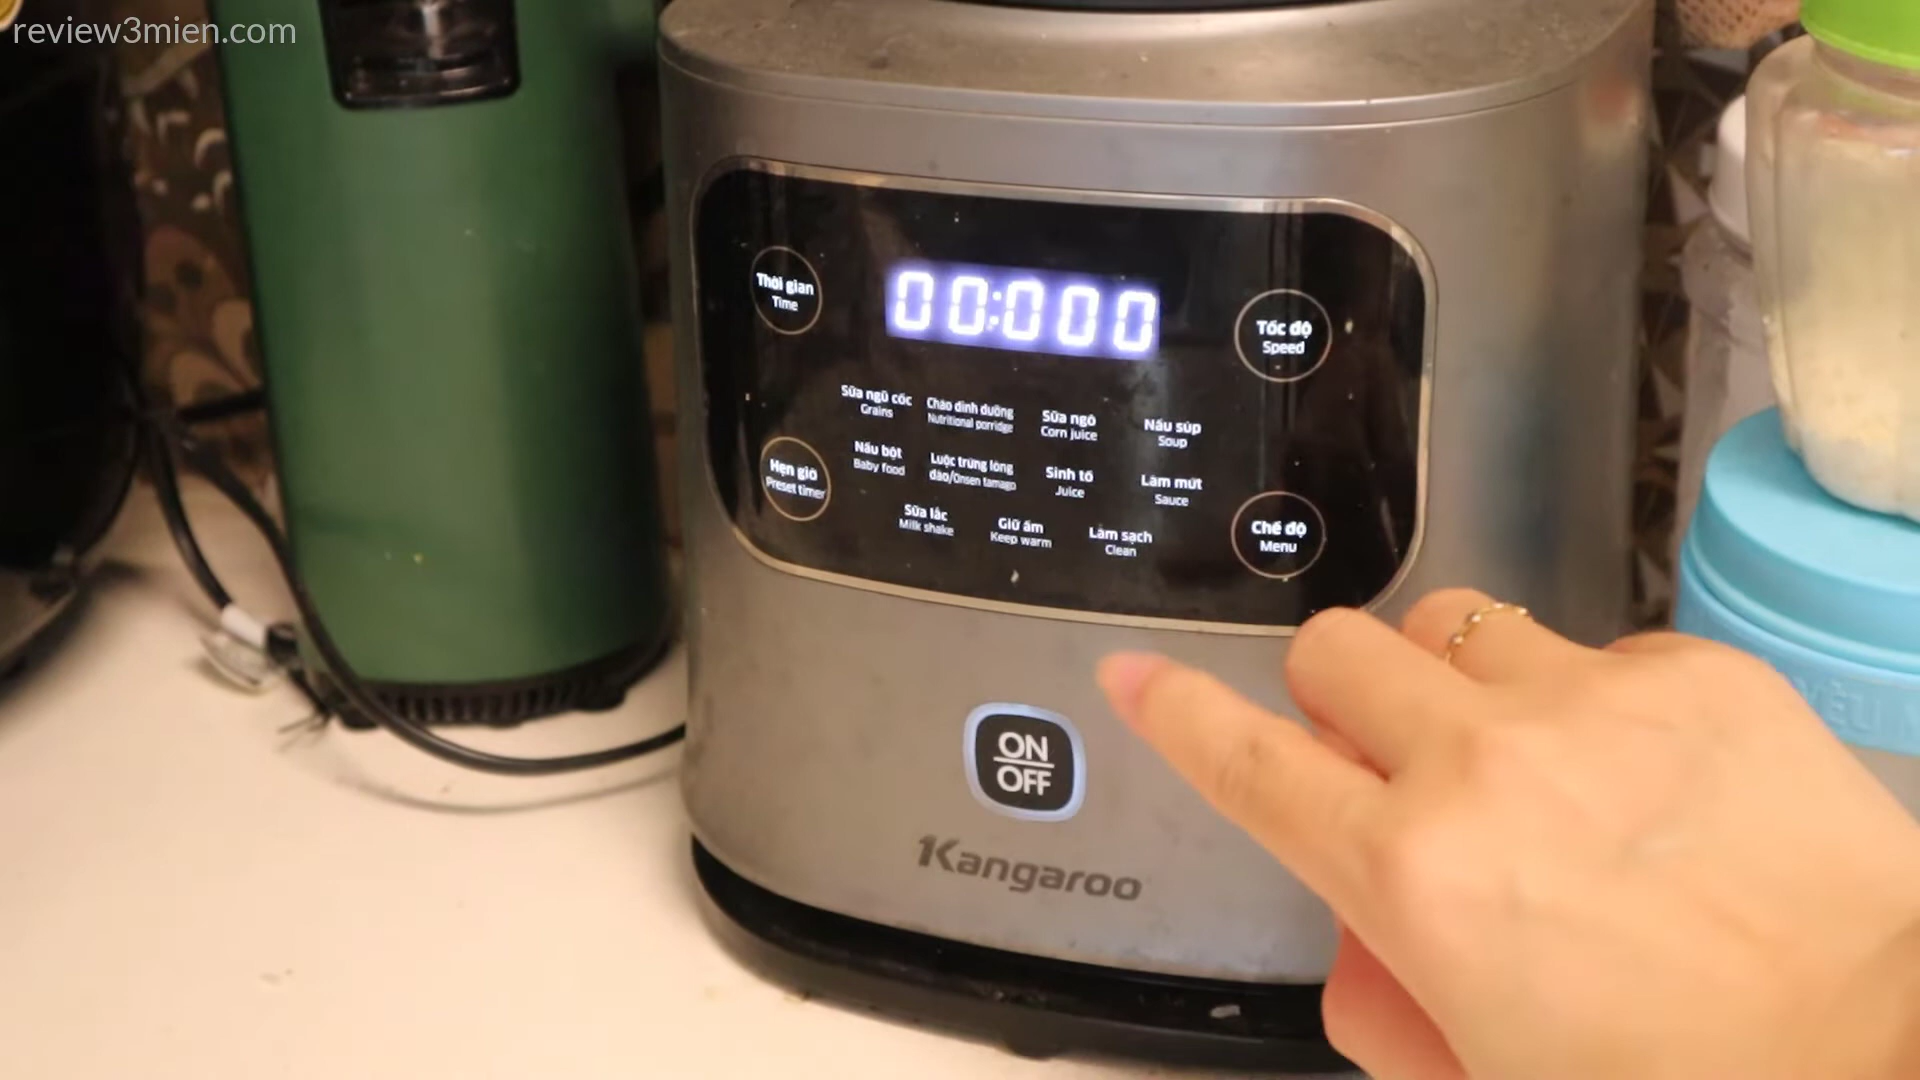 review3mien.com
Thời gian
Time
00:000
Tốc độ
Speed
Sữa ngũ cốc
Grains
Cháo dinh dưỡng
Nutritional porridge
Sữa ngô
Corn juice
Nấu súp
Soup
Hẹn giờ
Preset timer
Nấu bột
Baby food
Luộc trứng lòng
đào/Onsen tamago
Sinh tố
Juice
Làm mứt
Sauce
Sữa lắc
Milk shake
Giữ ấm
Keep warm
Làm sạch
Clean
Chế độ
Menu
ON
OFF
Kangaroo